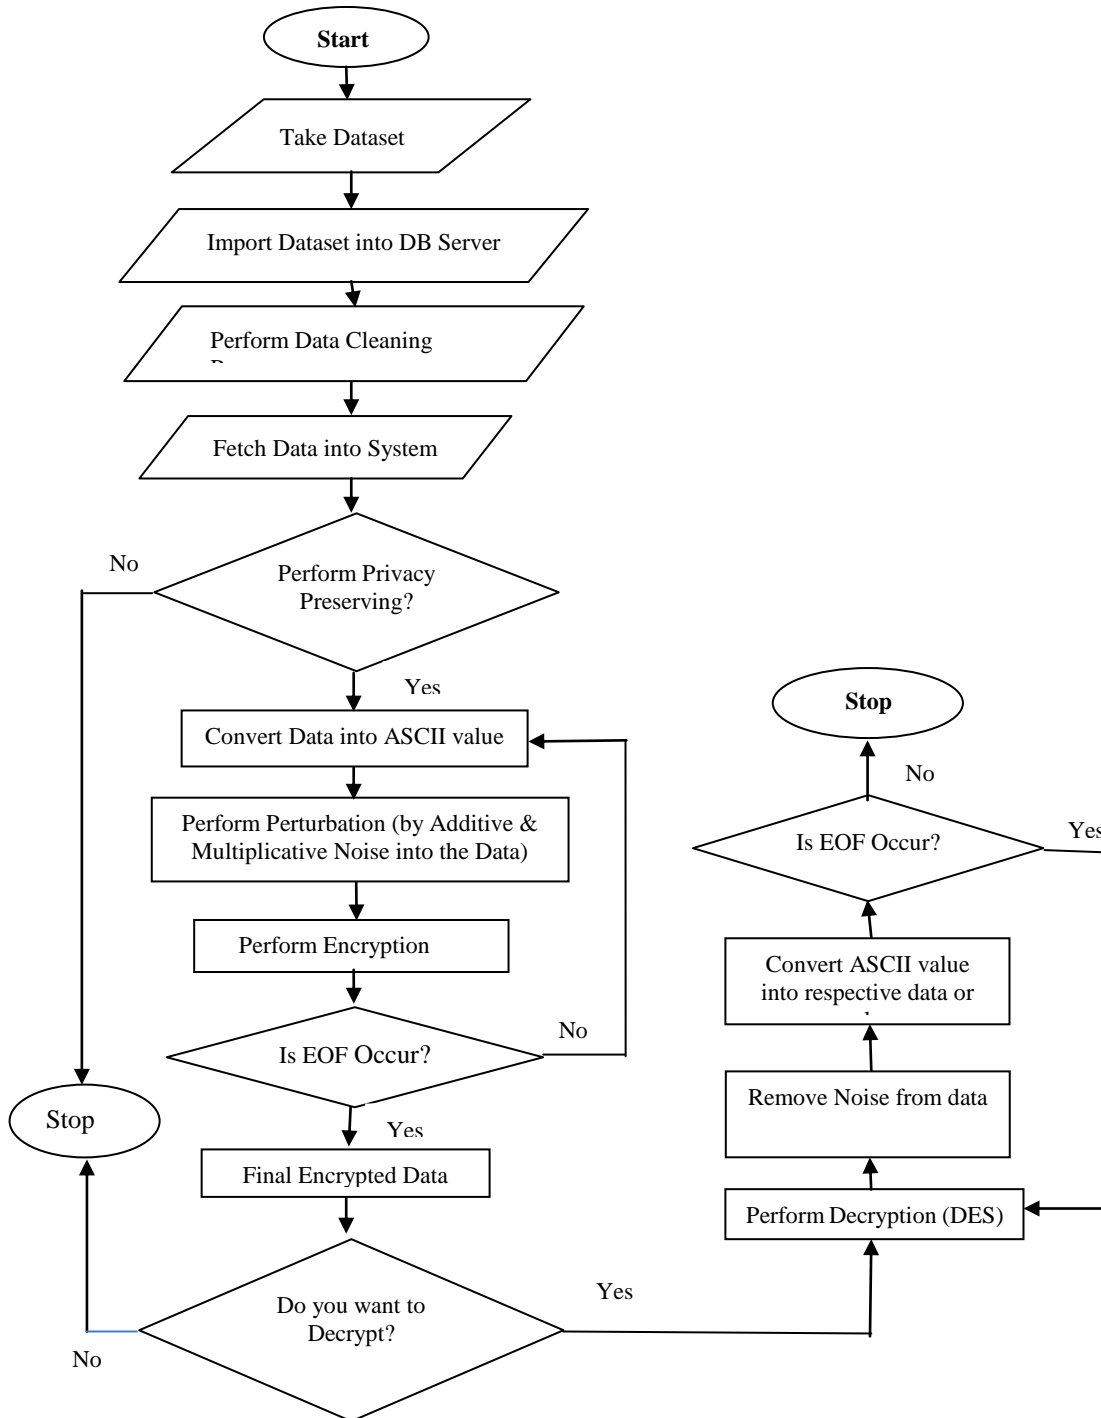 Start
Take Dataset
Import Dataset into DB Server
Perform Data Cleaning
Fetch Data into System
No
Perform Privacy
Preserving?
Yes
Convert Data into ASCII value
Perform Perturbation (by Additive &
Multiplicative Noise into the Data)
Perform Encryption
Is EOF Occur?
No
Stop
Yes
Final Encrypted Data
Do you want to
Decrypt?
No
Yes
Perform Decryption (DES)
Remove Noise from data
Convert ASCII value
into respective data or
Is EOF Occur?
Yes
No
Stop